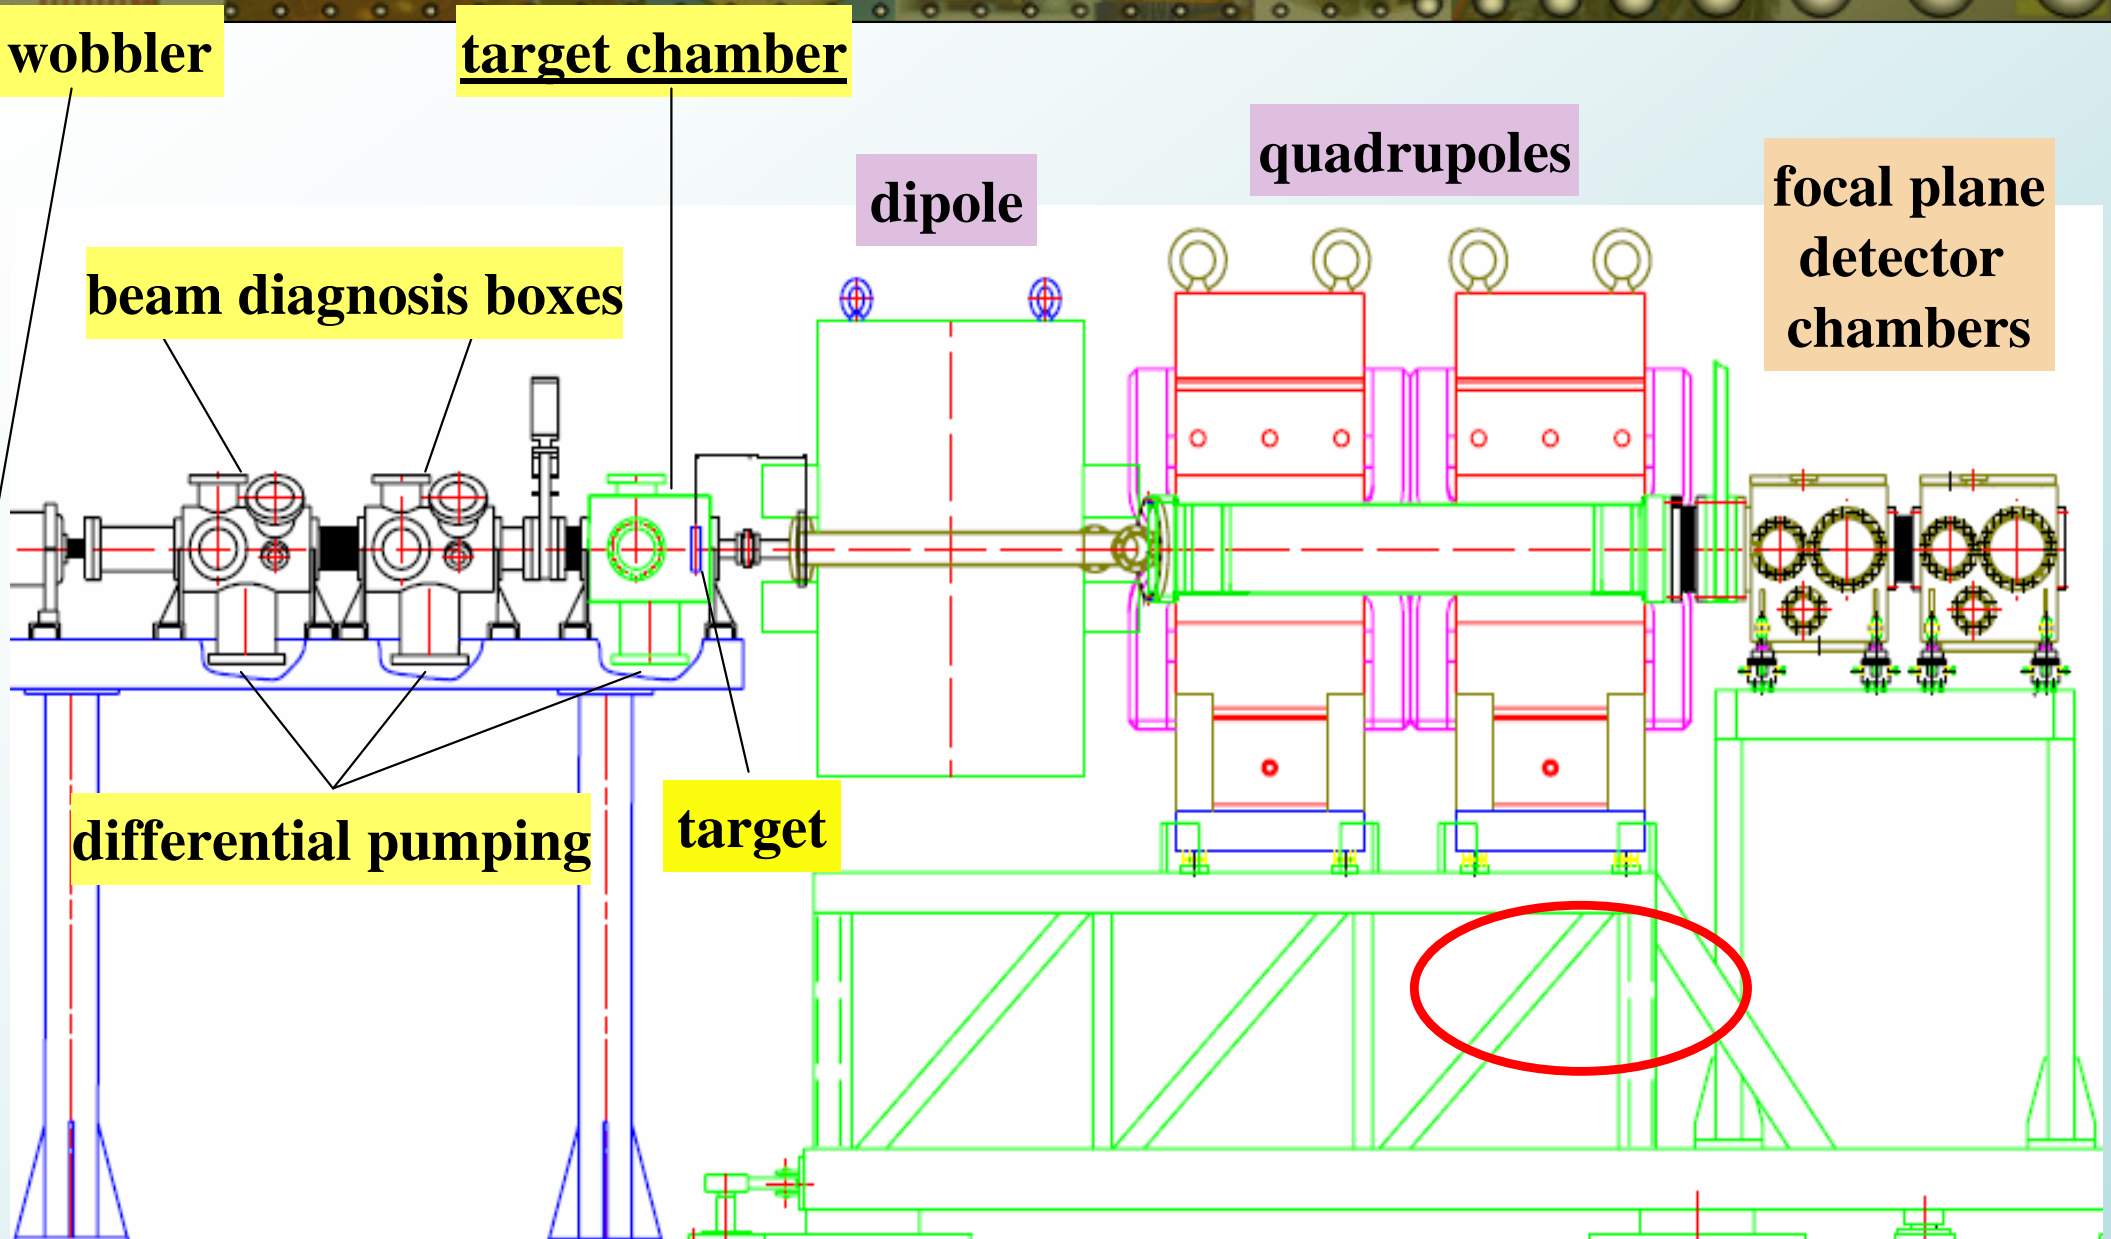 wobbler
target chamber
dipole
quadrupoles
focal plane
detector
chambers
beam diagnosis boxes
differential pumping
target